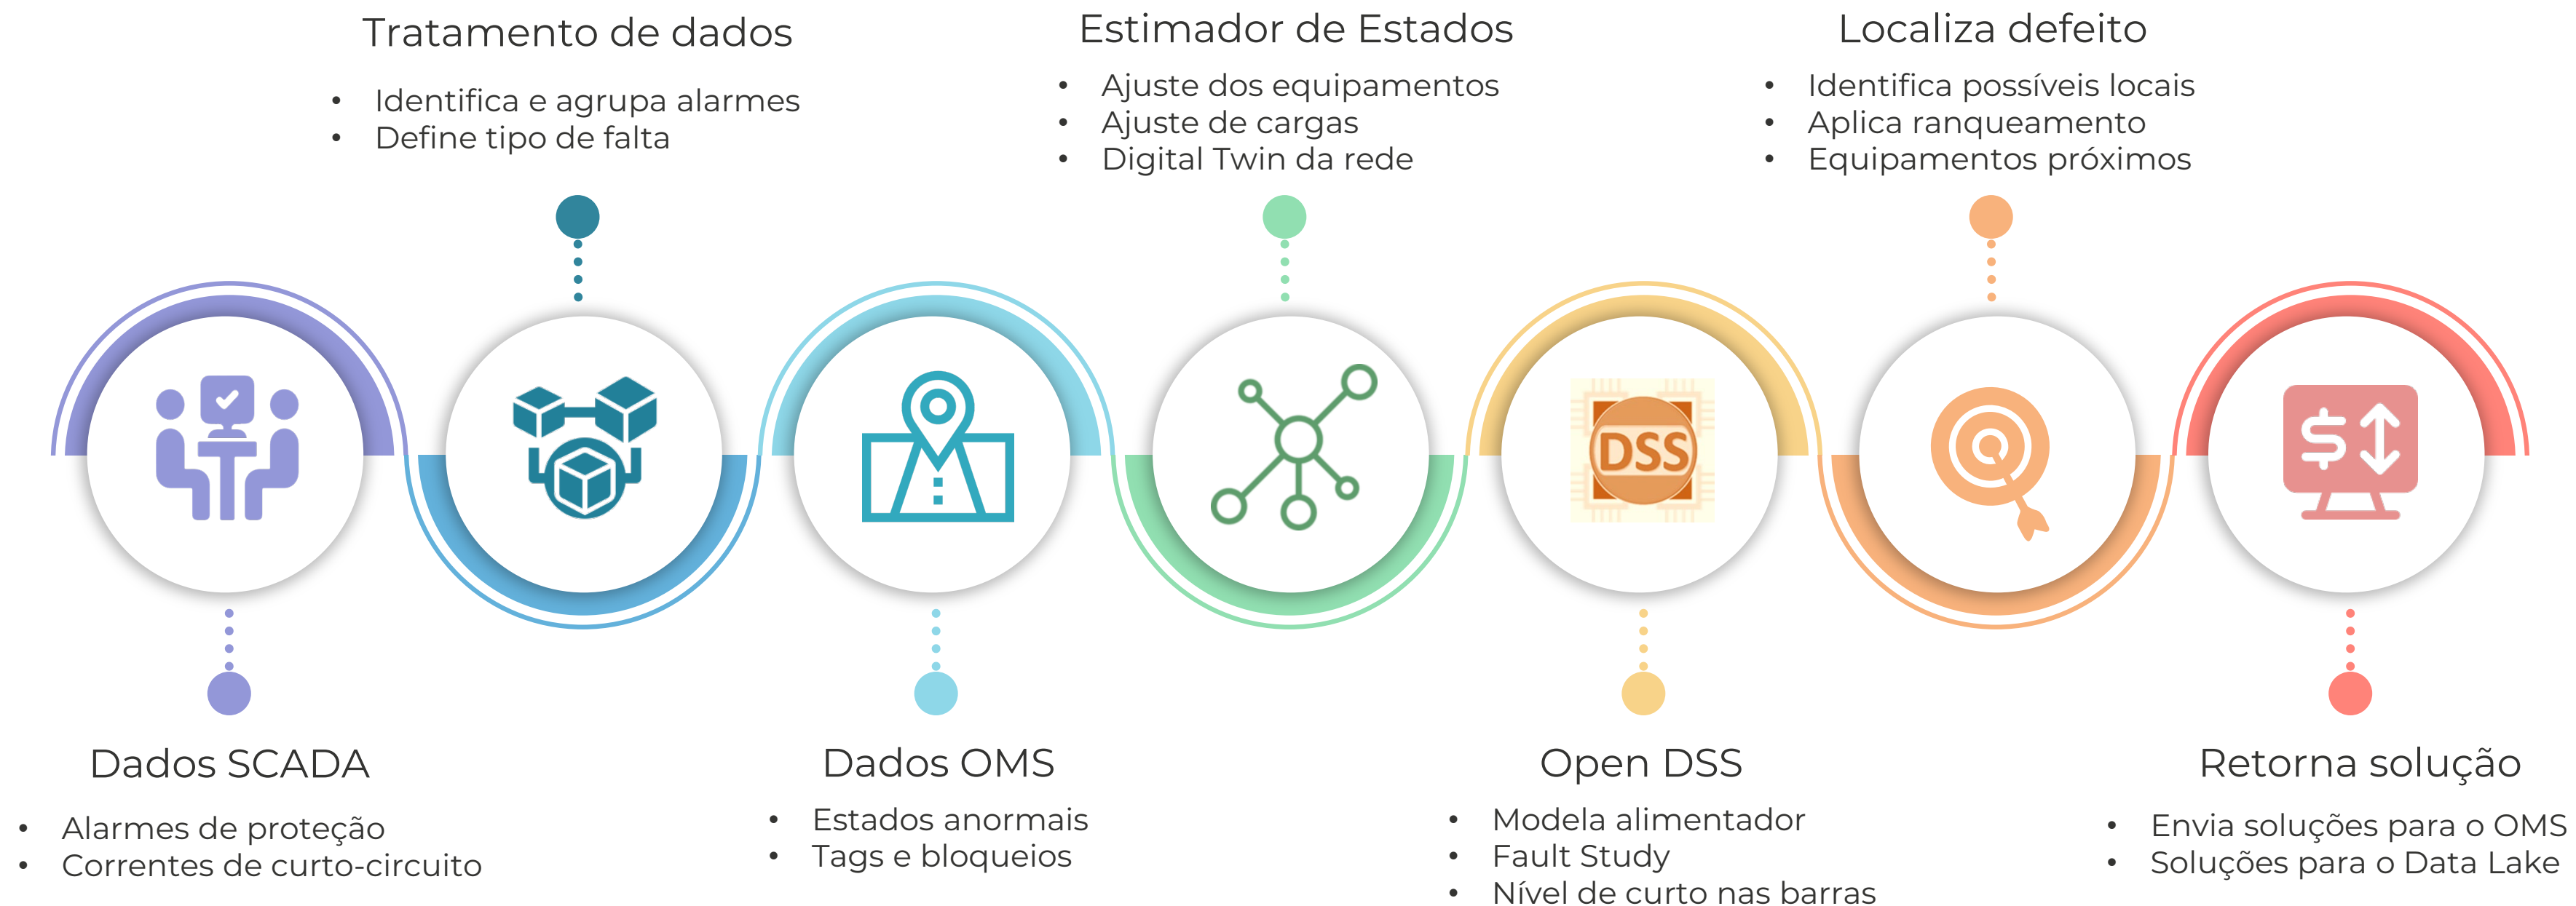 Tratamento de dados
• Identifica e agrupa alarmes
• Define tipo de falta
Estimador de Estados
• Ajuste dos equipamentos
• Ajuste de cargas
• Digital Twin da rede
Localiza defeito
• Identifica possíveis locais
• Aplica ranqueamento
• Equipamentos próximos
DSS
$
Dados SCADA
• Alarmes de proteção
• Correntes de curto-circuito
Dados OMS
• Estados anormais
• Tags e bloqueios
Open DSS
• Modela alimentador
• Fault Study
• Nível de curto nas barras
Retorna solução
• Envia soluções para o OMS
• Soluções para o Data Lake